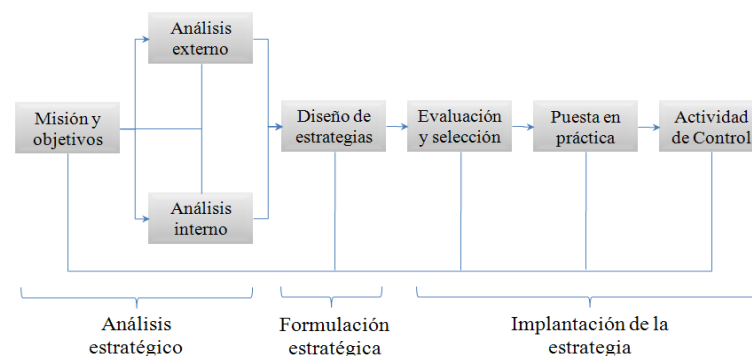 Análisis
externo
Misión y
objetivos
Diseño de
estrategias
Evaluación
y selección
Puesta en
práctica
Actividad
de Control
Análisis
interno
Análisis
estratégico
Formulación
estratégica
Implantación de la
estrategia